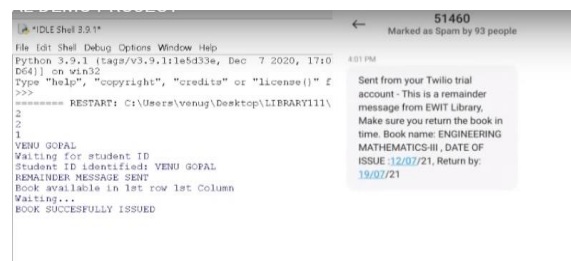 *IDLE Shell 3.9.1*
File Edit Shell Debug Options Window Help
Python 3.9.1 (tags/v3.9.1:1e5d33e, Dec 7 2020, 17:0
D64)] on win32
Type "help", "copyright", "credits" or "license()" f
>>>
======== RESTART: C:\Users\venug\Desktop\LIBRARY111\
2
2
1
VENU GOPAL
Waiting for student ID
Student ID identified: VENU GOPAL
REMAINDER MESSAGE SENT
Book available in 1st row 1st Column
Waiting...
BOOK SUCCESFULLY ISSUED
51460
Marked as Spam by 93 people
4:01 PM
Sent from your Twilio trial
account - This is a remainder
message from EWIT Library,
Make sure you return the book in
time. Book name: ENGINEERING
MATHEMATICS-III , DATE OF
ISSUE :12/07/21, Return by:
19/07/21